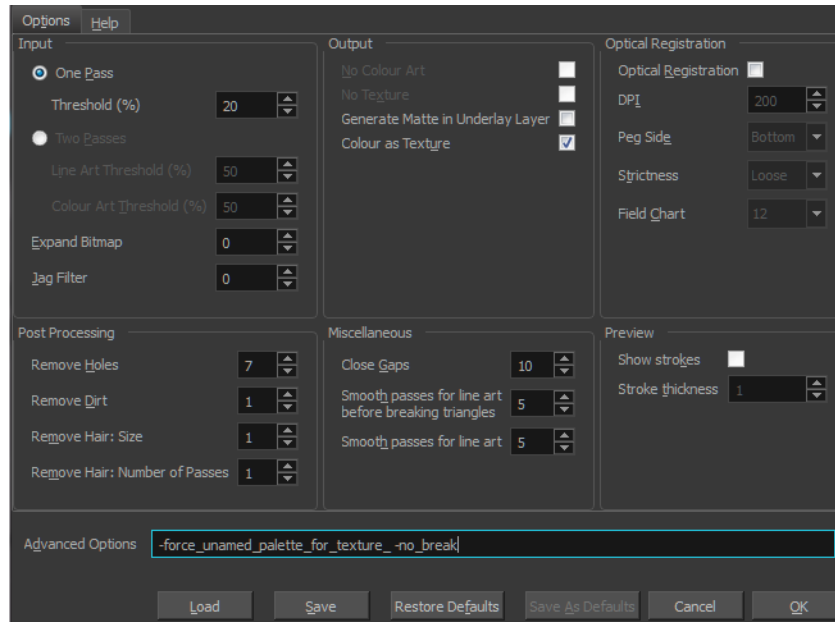 Options
Help
Input
One Pass
Threshold (%)
20
Two Passes
Line Art Threshold (%)
50
Colour Art Threshold (%)
50
Expand Bitmap
0
Jag Filter
0
Output
No Colour Art
No Texture
Generate Matte in Underlay Layer
Colour as Texture
Optical Registration
Optical Registration
DPI
200
Peg Side
Bottom
Strictness
Loose
Field Chart
12
Post Processing
Remove Holes
7
Remove Dirt
1
Remove Hair: Size
1
Remove Hair: Number of Passes
1
Miscellaneous
Close Gaps
10
Smooth passes for line art
before breaking triangles
5
Smooth passes for line art
5
Preview
Show strokes
Stroke thickness
1
Advanced Options
-force_unamed_palette_for_texture_ -no_break
Load
Save
Restore Defaults
Save As Defaults
Cancel
OK